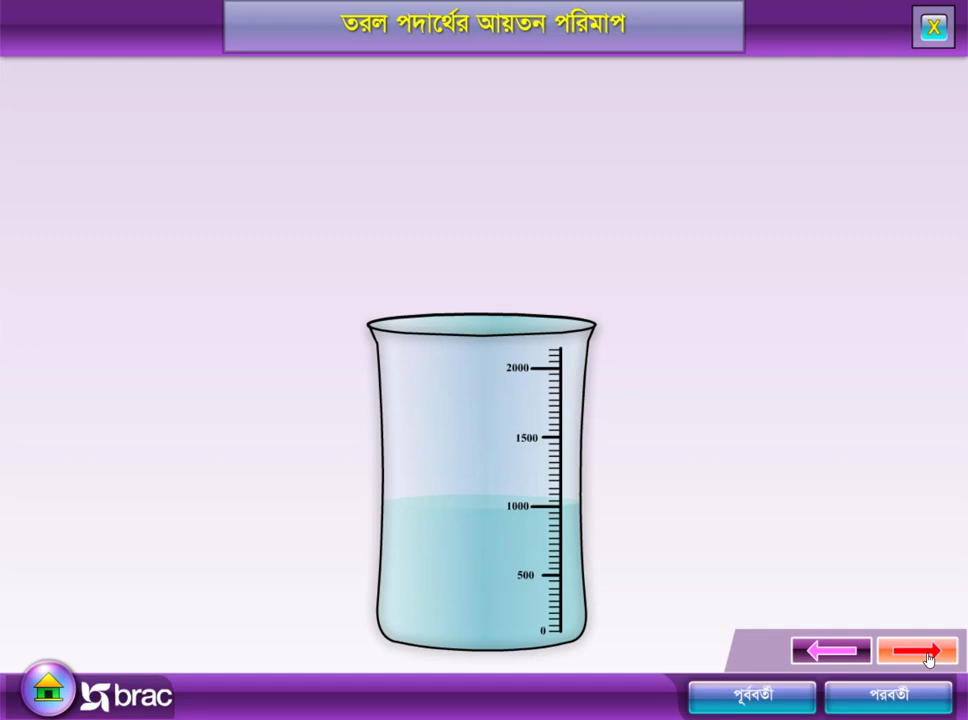 তরল পদার্থের আয়তন পরিমাপ
X
2000
1500
1000
500
0
brac
পূর্ববর্তী
পরবর্তী